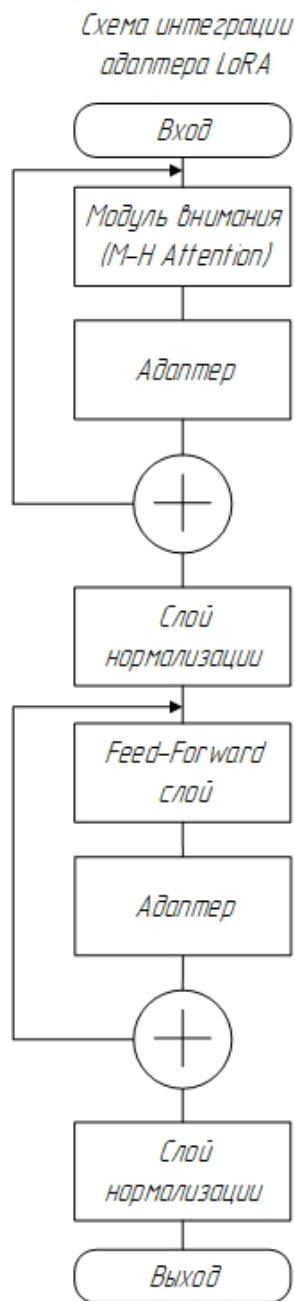 Схема интеграции
адаптера LoRA
Вход
Модуль внимания
(M-H Attention)
Адаптер
Слой
нормализации
Feed-Forward
слой
Адаптер
Слой
нормализации
Выход